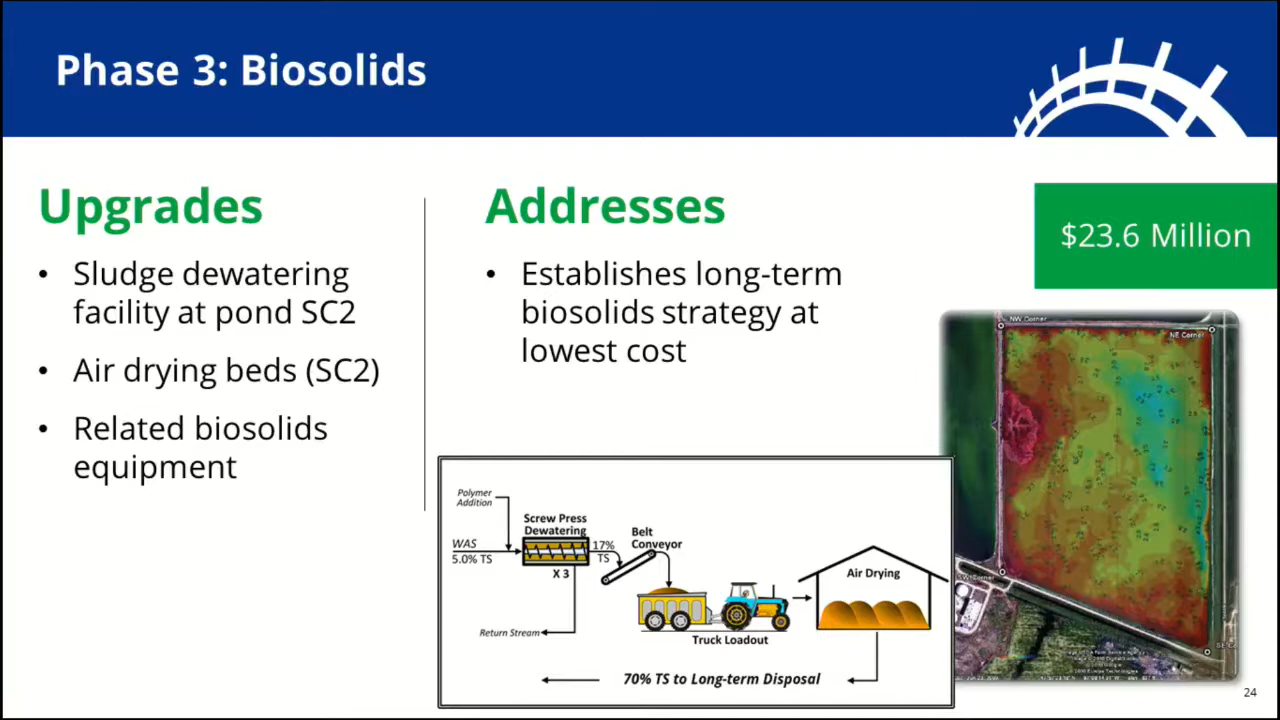 Phase 3: Biosolids
Upgrades
• Sludge dewatering
facility at pond SC2
• Air drying beds (SC2)
• Related biosolids
equipment
Addresses
• Establishes long-term
biosolids strategy at
lowest cost
$23.6 Million
NW Corner
NE Corner
SW Corner
Polymer
Addition
Screw Press
Dewatering
WAS
5.0% TS
17%
TS
X 3
Belt
Conveyor
Return Stream
Truck Loadout
Air Drying
70% TS to Long-term Disposal
24